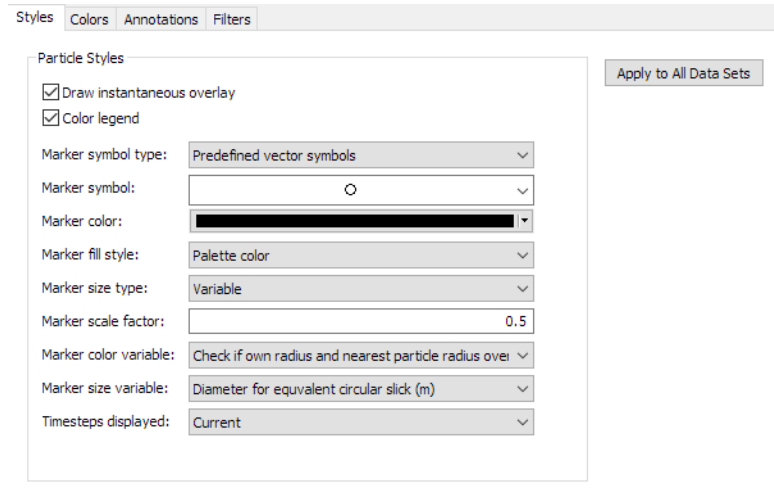 Styles Colors Annotations Filters
Particle Styles
Apply to All Data Sets
Draw instantaneous overlay
Color legend
Marker symbol type: Predefined vector symbols
Marker symbol:
Marker color:
Marker fill style: Palette color
Marker size type: Variable
Marker scale factor: 0.5
Marker color variable: Check if own radius and nearest particle radius over
Marker size variable: Diameter for equvalent circular slick (m)
Timesteps displayed: Current